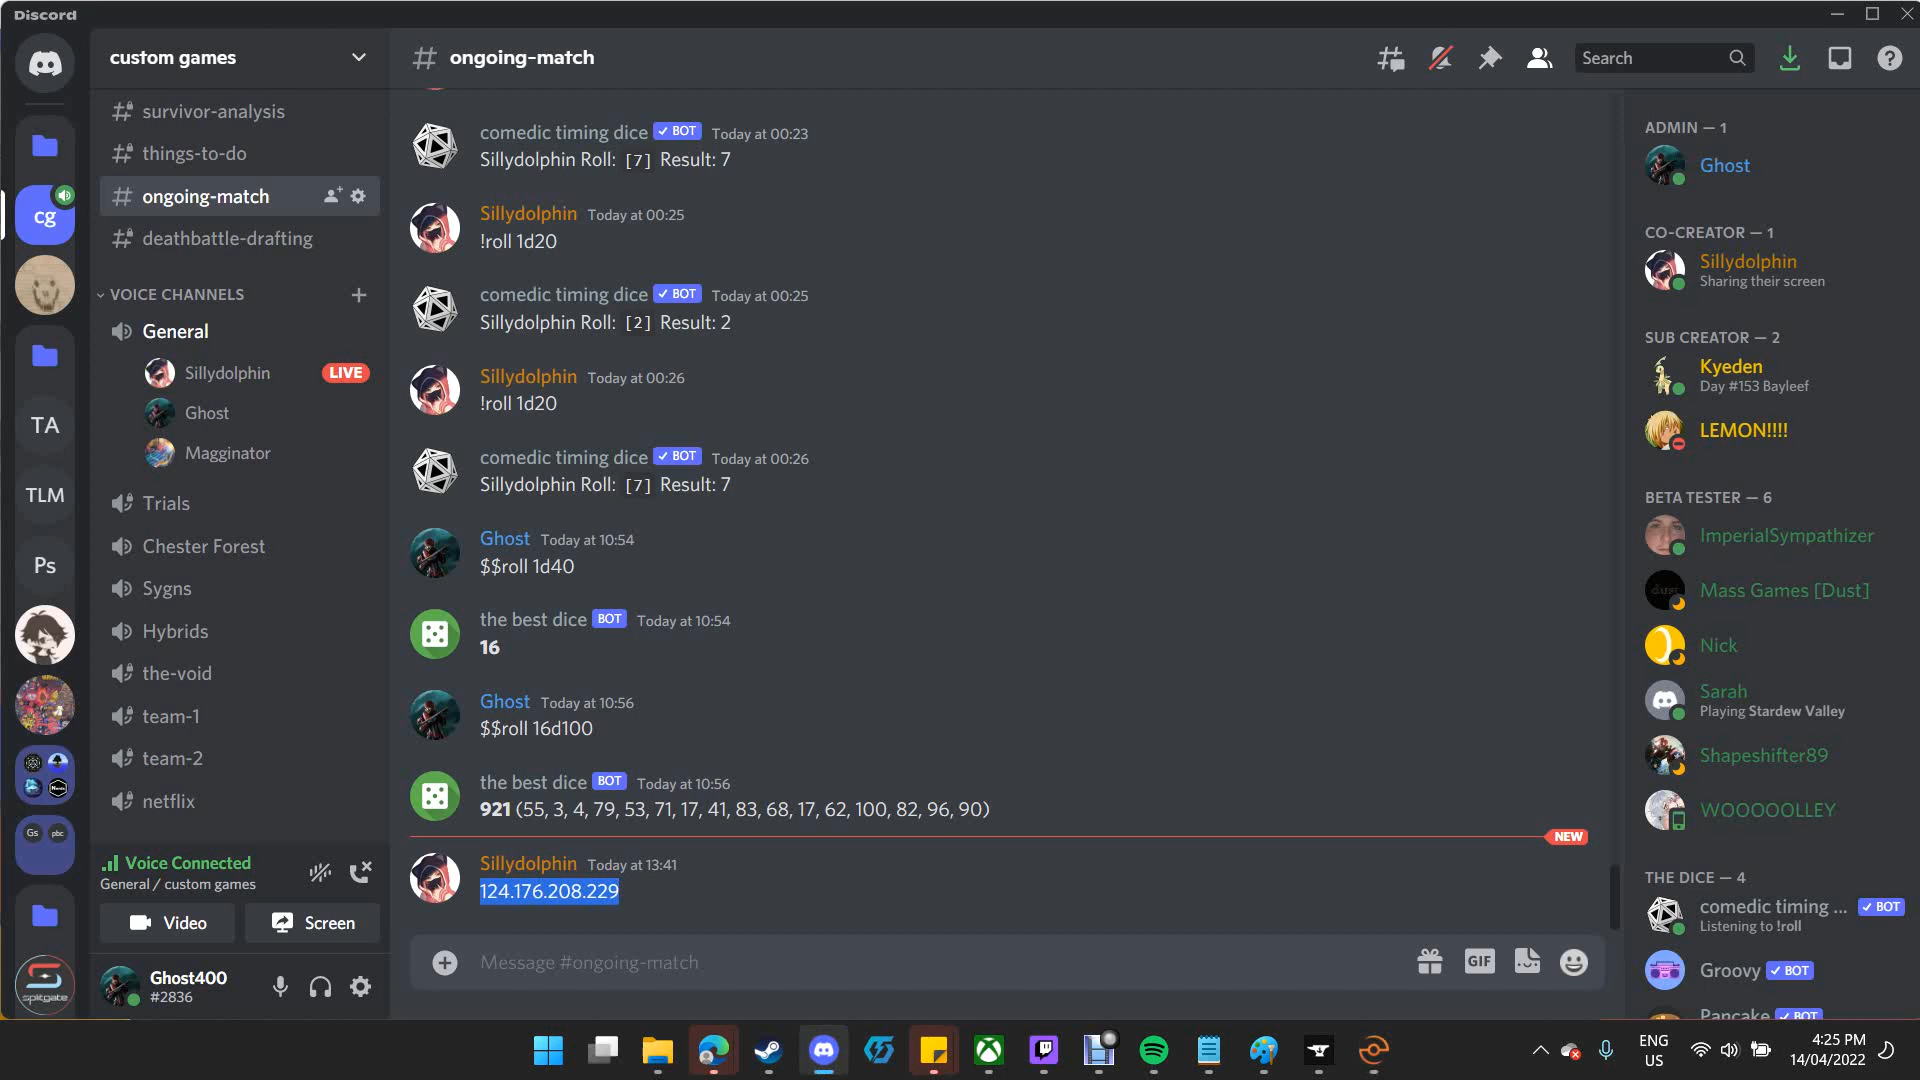 Discord
custom games
# ongoing-match
Search
survivor-analysis
things-to-do
ongoing-match
deathbattle-drafting
VOICE CHANNELS
General
Sillydolphin LIVE
Ghost
Magginator
Trials
Chester Forest
Sygns
Hybrids
the-void
team-1
team-2
netflix
Voice Connected
General / custom games
Video
Screen
Ghost400
#2836
cg
TA
TLM
Ps
Gs pbc
spitgate
comedic timing dice ✓ BOT Today at 00:23
Sillydolphin Roll: [7] Result: 7
Sillydolphin Today at 00:25
!roll 1d20
comedic timing dice ✓ BOT Today at 00:25
Sillydolphin Roll: [2] Result: 2
Sillydolphin Today at 00:26
!roll 1d20
comedic timing dice ✓ BOT Today at 00:26
Sillydolphin Roll: [7] Result: 7
Ghost Today at 10:54
$$roll 1d40
the best dice BOT Today at 10:54
16
Ghost Today at 10:56
$$roll 16d100
the best dice BOT Today at 10:56
921 (55, 3, 4, 79, 53, 71, 17, 41, 83, 68, 17, 62, 100, 82, 96, 90)
NEW
Sillydolphin Today at 13:41
124.176.208.229
Message #ongoing-match
GIF
ADMIN — 1
Ghost
CO-CREATOR — 1
Sillydolphin
Sharing their screen
SUB CREATOR — 2
Kyeden
Day #153 Bayleef
LEMON!!!!
BETA TESTER — 6
ImperialSympathizer
Mass Games [Dust]
Nick
Sarah
Playing Stardew Valley
Shapeshifter89
WOOOOOLLEY
THE DICE — 4
comedic timing ... ✓ BOT
Listening to !roll
Groovy ✓ BOT
Pancake ✓ BOT
ENG
US
4:25 PM
14/04/2022